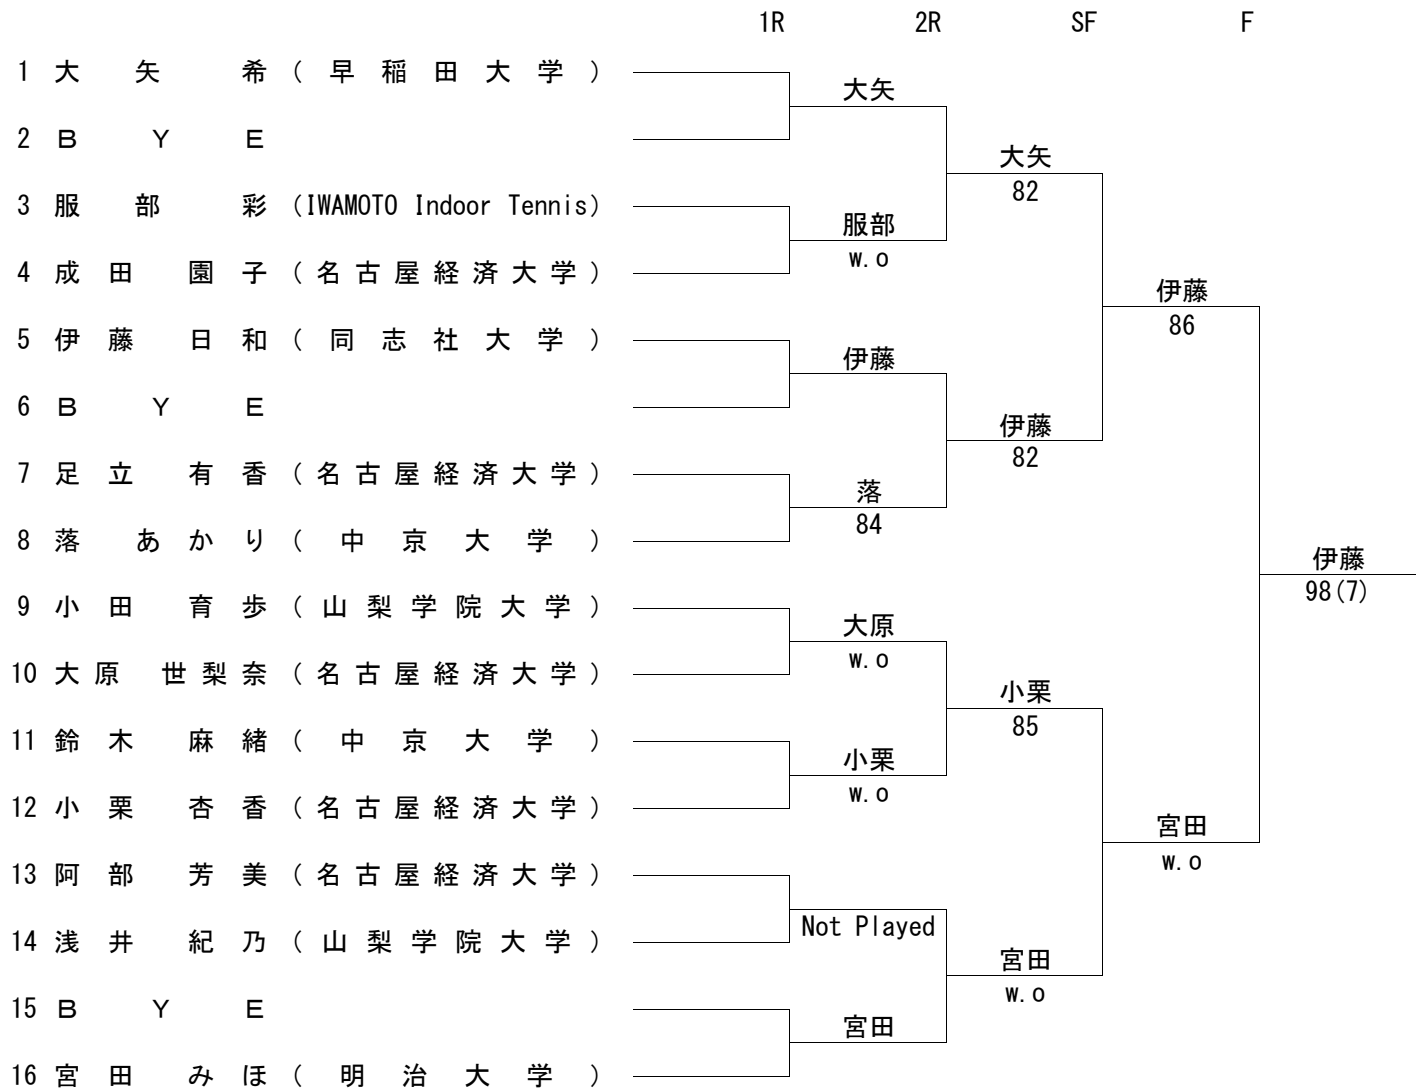 1R 2R SF F
1 大矢 希 (早稲田大学)
大矢
2 BYE
大矢
82
3 服部 彩 (IWAMOTO Indoor Tennis)
服部
w.o
4 成田 園子 (名古屋経済大学)
伊藤
86
5 伊藤 日和 (同志社大学)
伊藤
6 BYE
伊藤
82
7 足立 有香 (名古屋経済大学)
落
84
8 落 あかり (中京大学)
伊藤
98(7)
9 小田 育歩 (山梨学院大学)
大原
w.o
10 大原 世梨奈 (名古屋経済大学)
小栗
85
11 鈴木 麻緒 (中京大学)
小栗
w.o
12 小栗 杏香 (名古屋経済大学)
宮田
w.o
13 阿部 芳美 (名古屋経済大学)
Not Played
14 浅井 紀乃 (山梨学院大学)
宮田
w.o
15 BYE
宮田
16 宮田 みほ (明治大学)